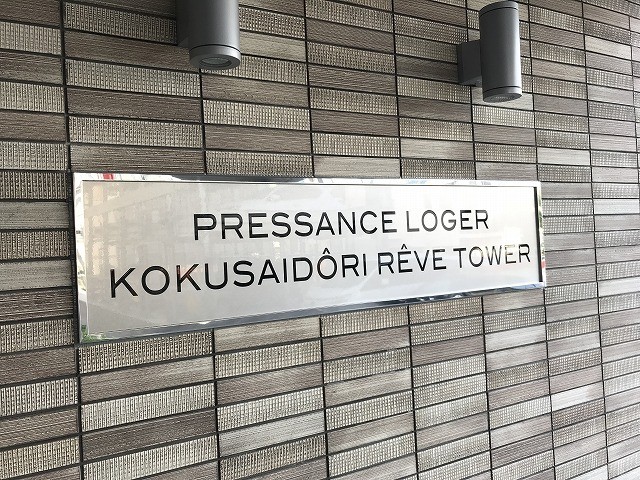 PRESSANCE LOGER
KOKUSAIDÔRI RÊVE TOWER